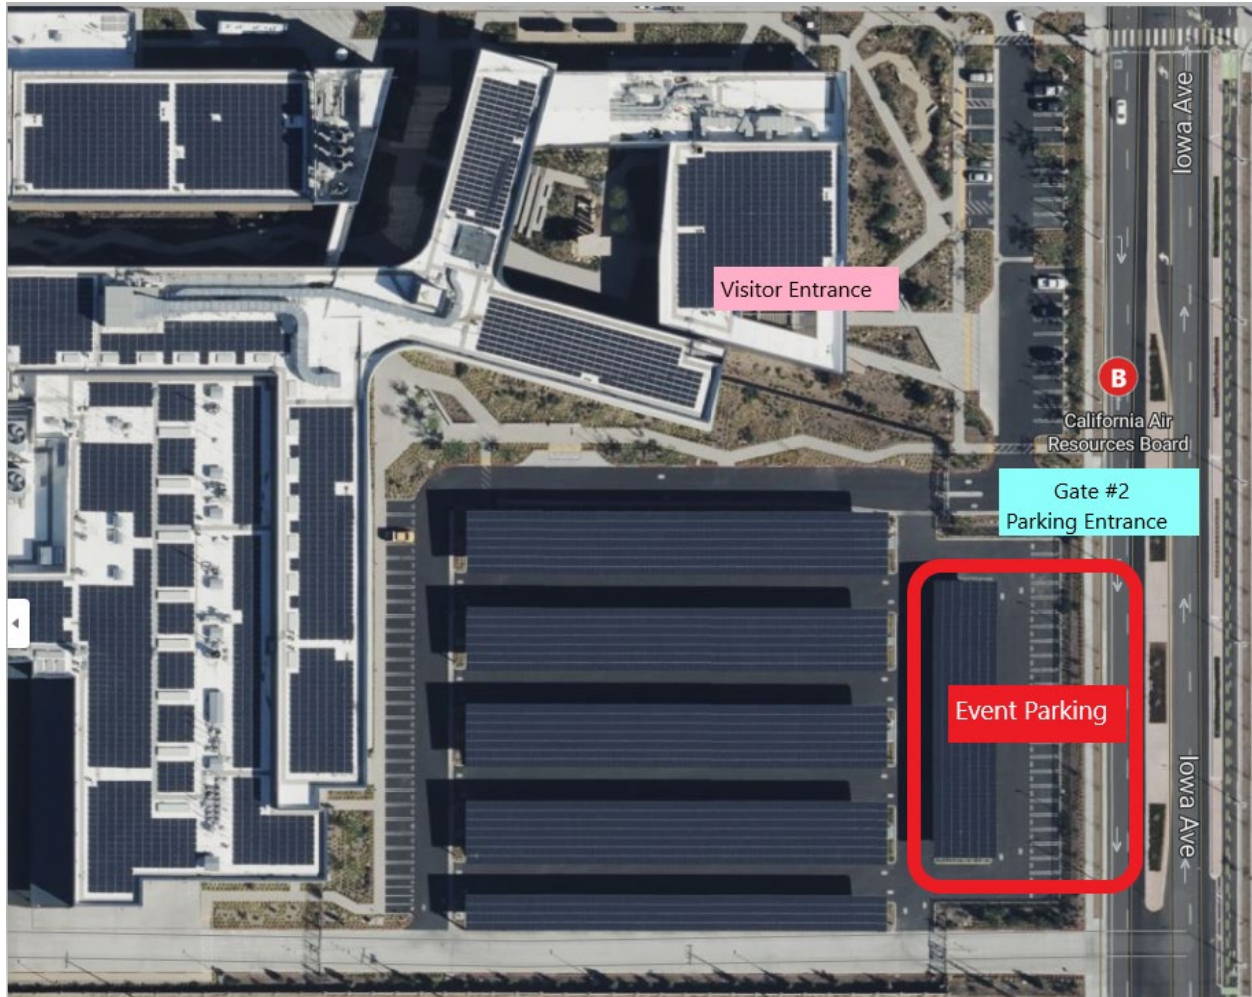 Iowa Ave
Visitor Entrance
B
California Air
Resources Board
Gate #2
Parking Entrance
Event Parking
Iowa Ave